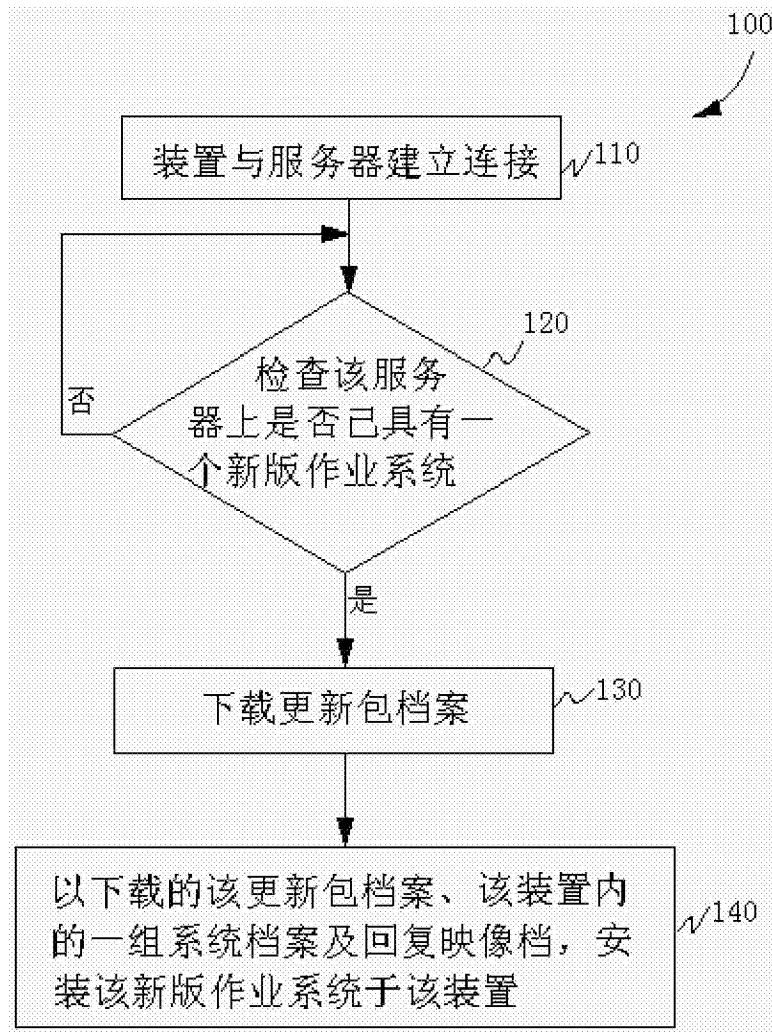 100
装置与服务器建立连接
110
120
检查该服务
器上是否已具有一
个新版作业系统
否
是
下载更新包档案
130
以下载的该更新包档案、该装置内
的一组系统档案及回复映像档，安
装该新版作业系统于该装置
140